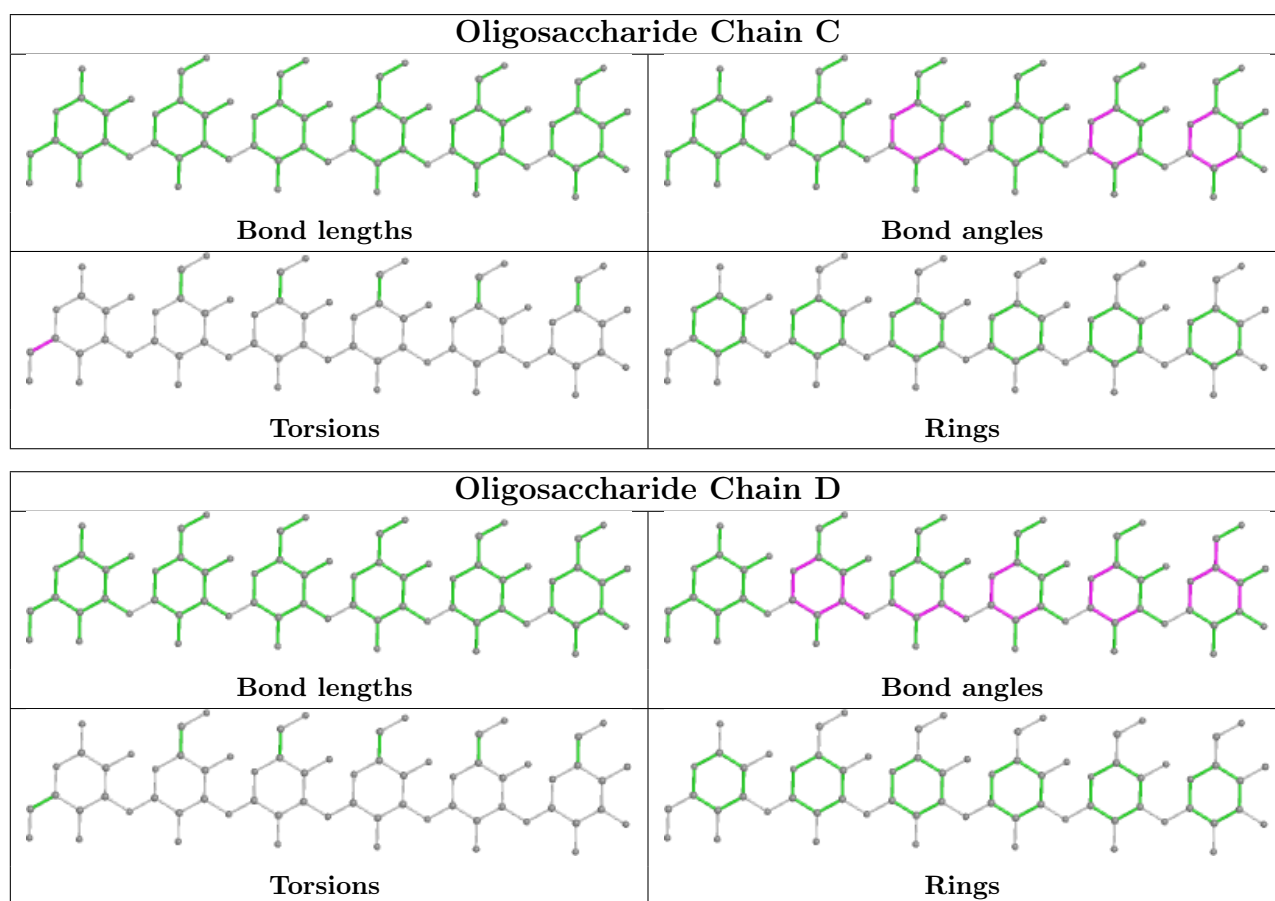 Oligosaccharide Chain C
Bond lengths
Bond angles
Torsions
Rings
Oligosaccharide Chain D
Bond lengths
Bond angles
Torsions
Rings